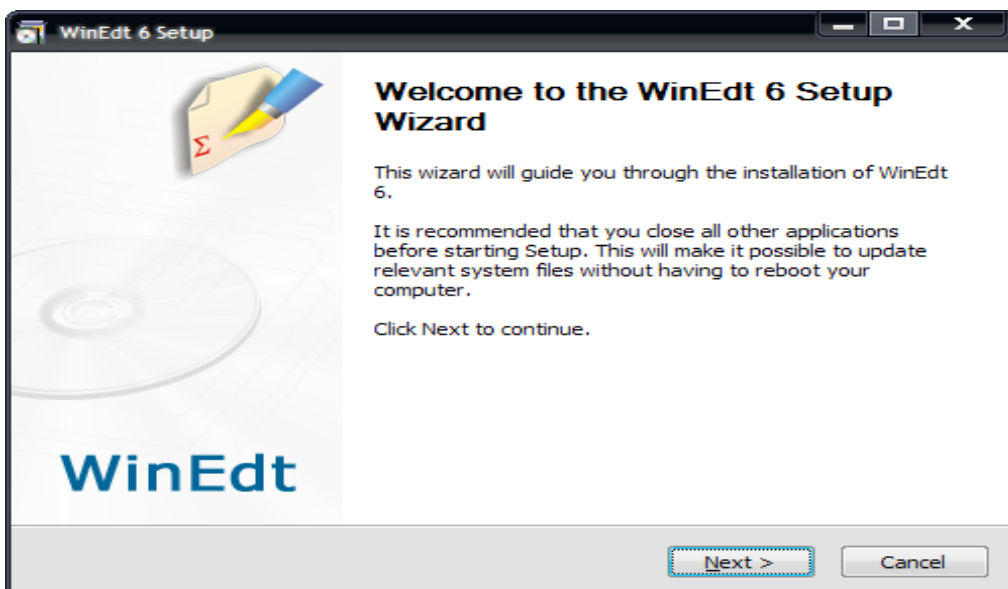 WinEdt 6 Setup
Σ
Welcome to the WinEdt 6 Setup
Wizard
This wizard will guide you through the installation of WinEdt
6.
It is recommended that you close all other applications
before starting Setup. This will make it possible to update
relevant system files without having to reboot your
computer.
Click Next to continue.
WinEdt
Next >
Cancel